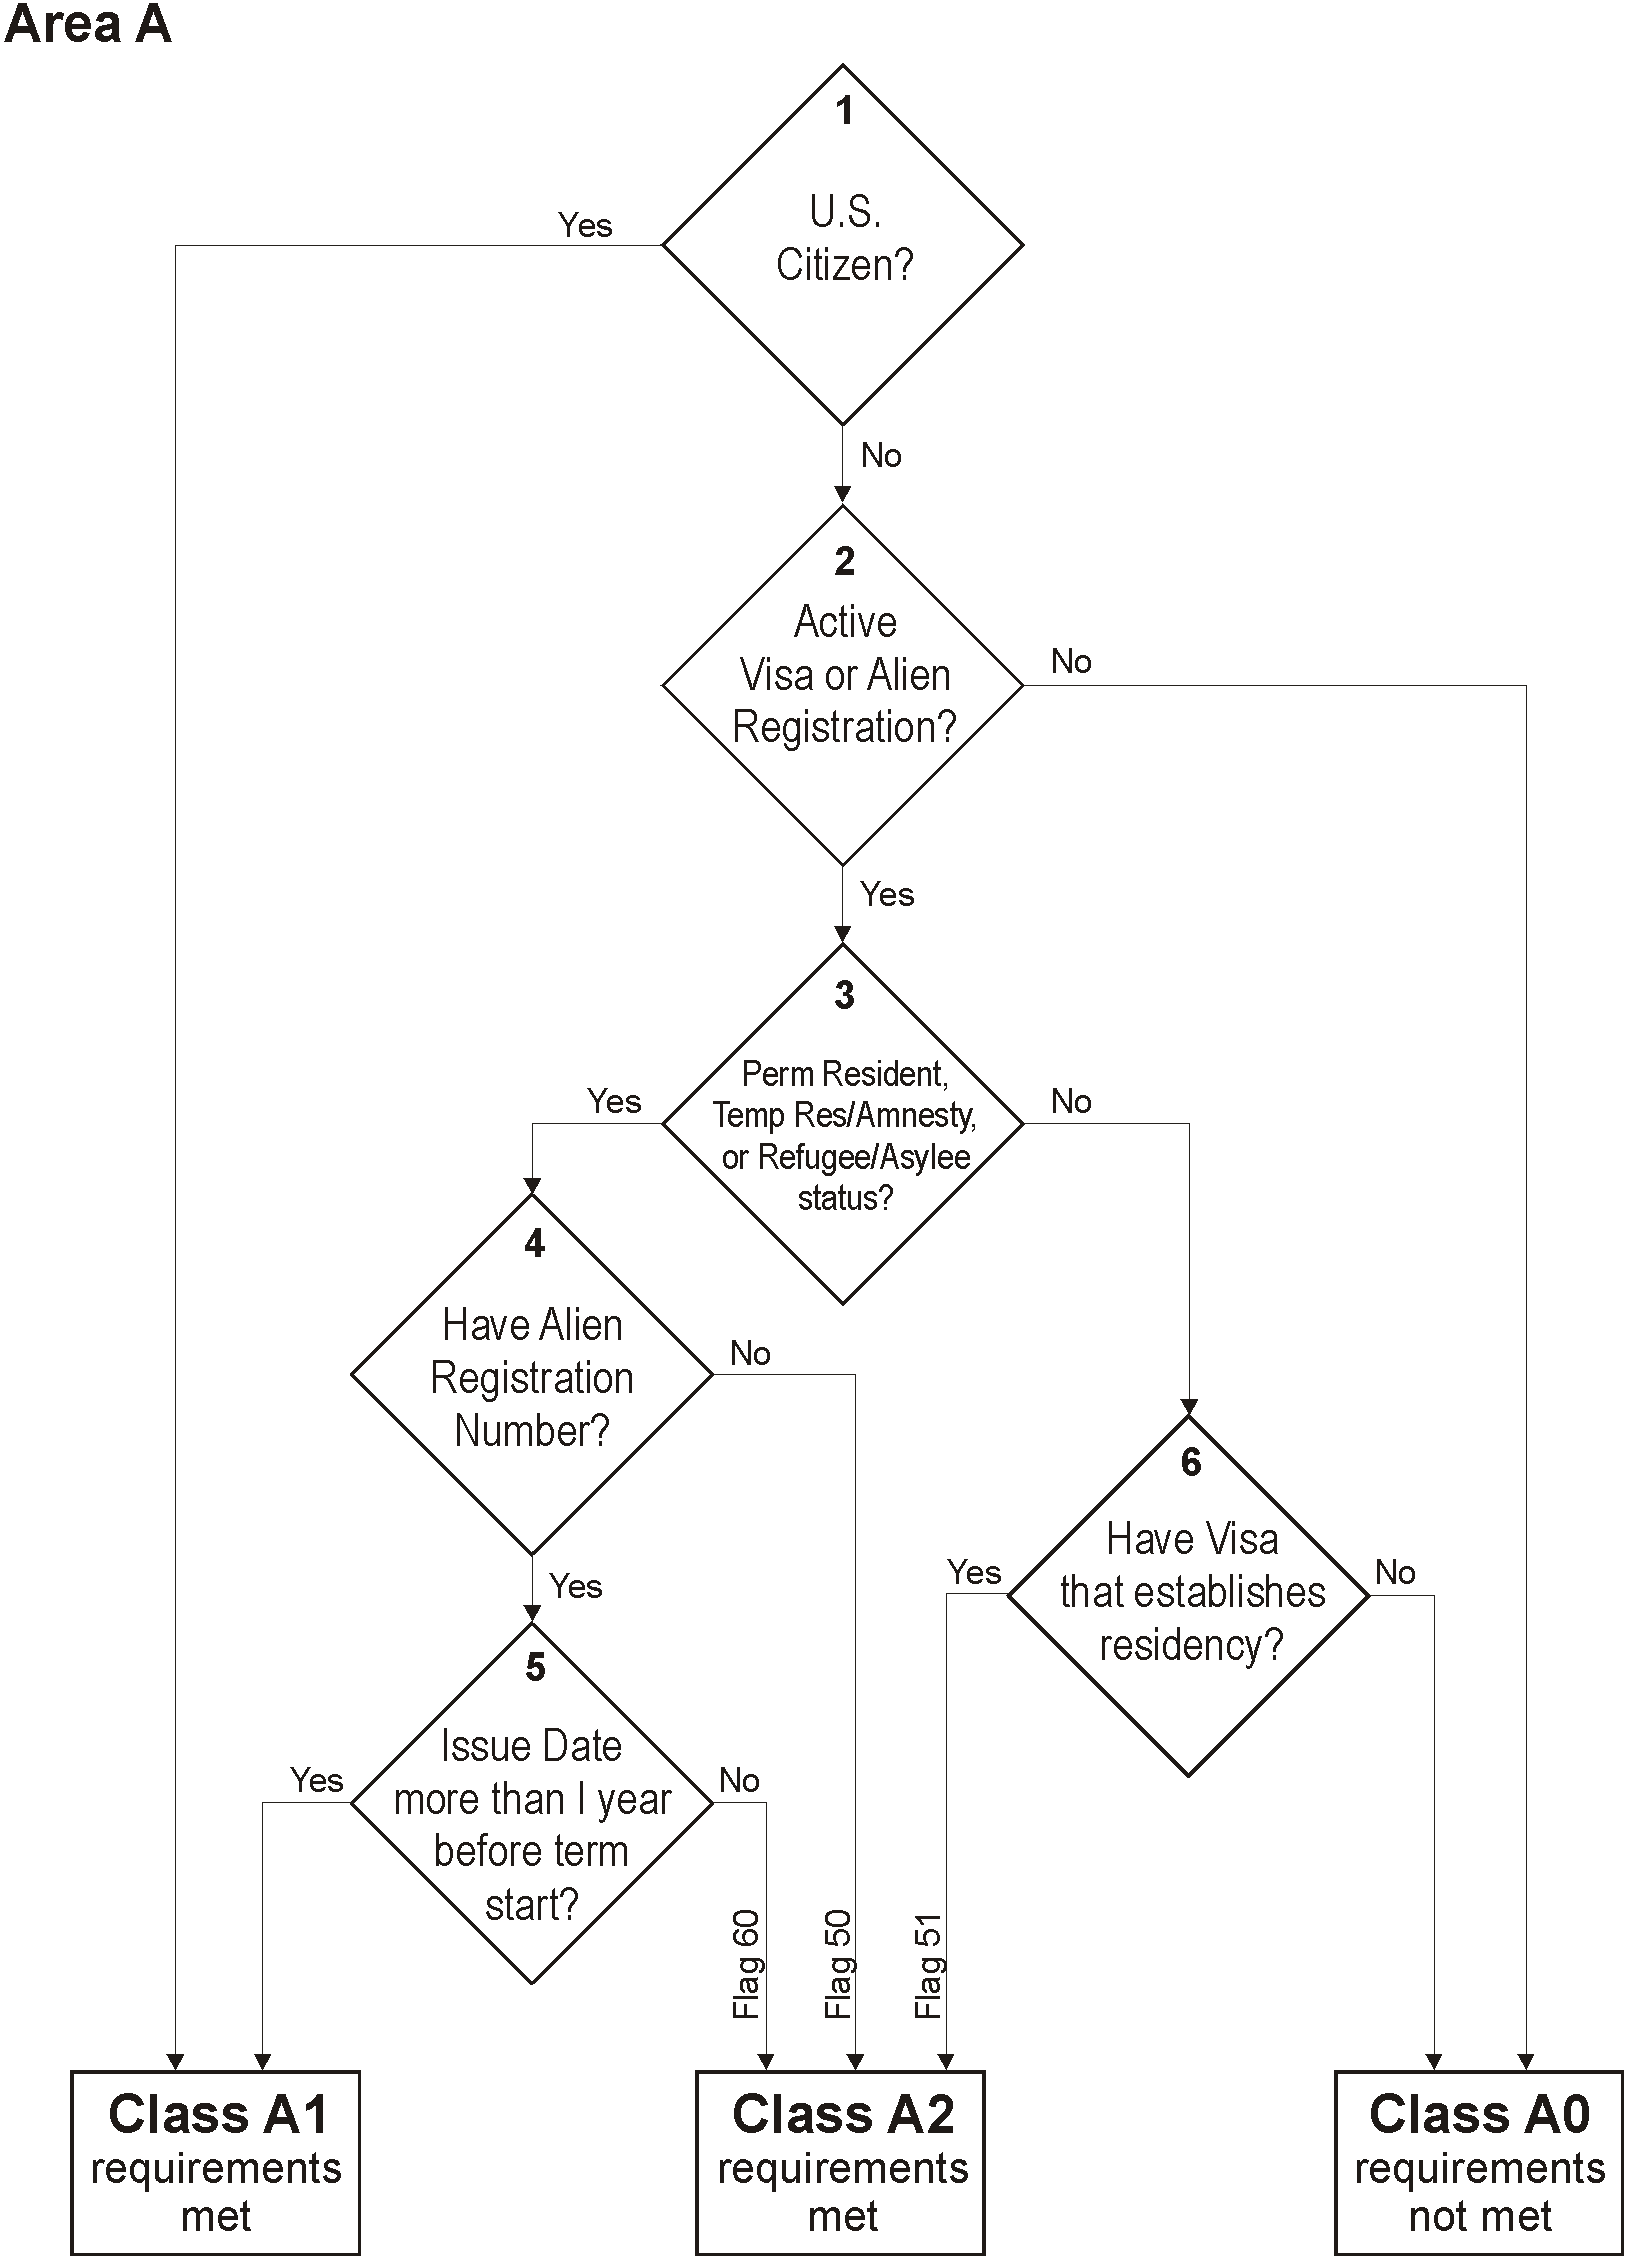 Area A
1
U.S.
Citizen?
Yes
No
2
Active
Visa or Alien
Registration?
No
Yes
3
Perm Resident,
Temp Res/Amnesty,
or Refugee/Asylee
status?
Yes
No
4
Have Alien
Registration
Number?
No
Yes
6
Have Visa
that establishes
residency?
Yes
No
5
Issue Date
more than I year
before term
start?
Yes
No
Flag 60
Flag 50
Flag 51
Class A1
requirements
met
Class A2
requirements
met
Class A0
requirements
not met